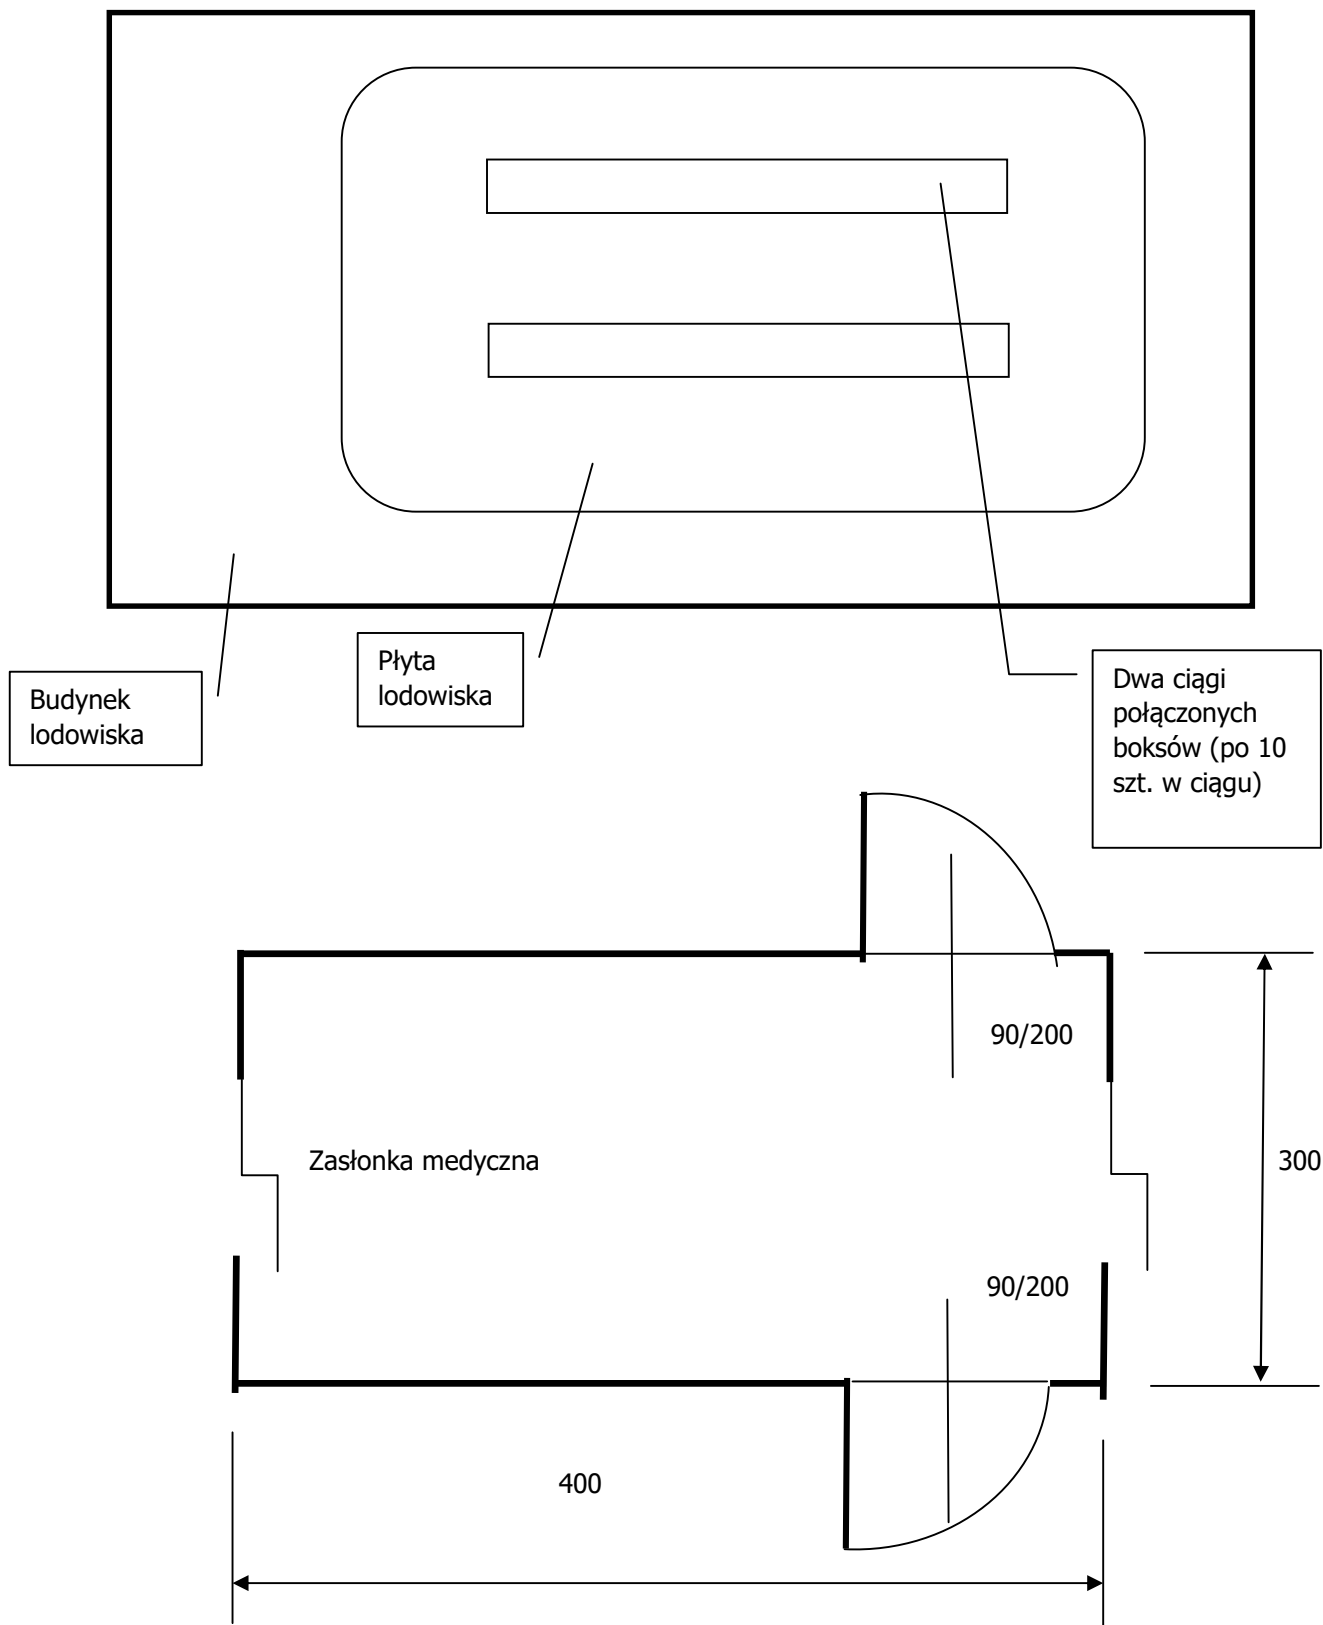 Budynek
lodowiska
Płyta
lodowiska
Dwa ciągi
połączonych
boksów (po 10
szt. w ciągu)
90/200
Zasłonka medyczna
300
90/200
400